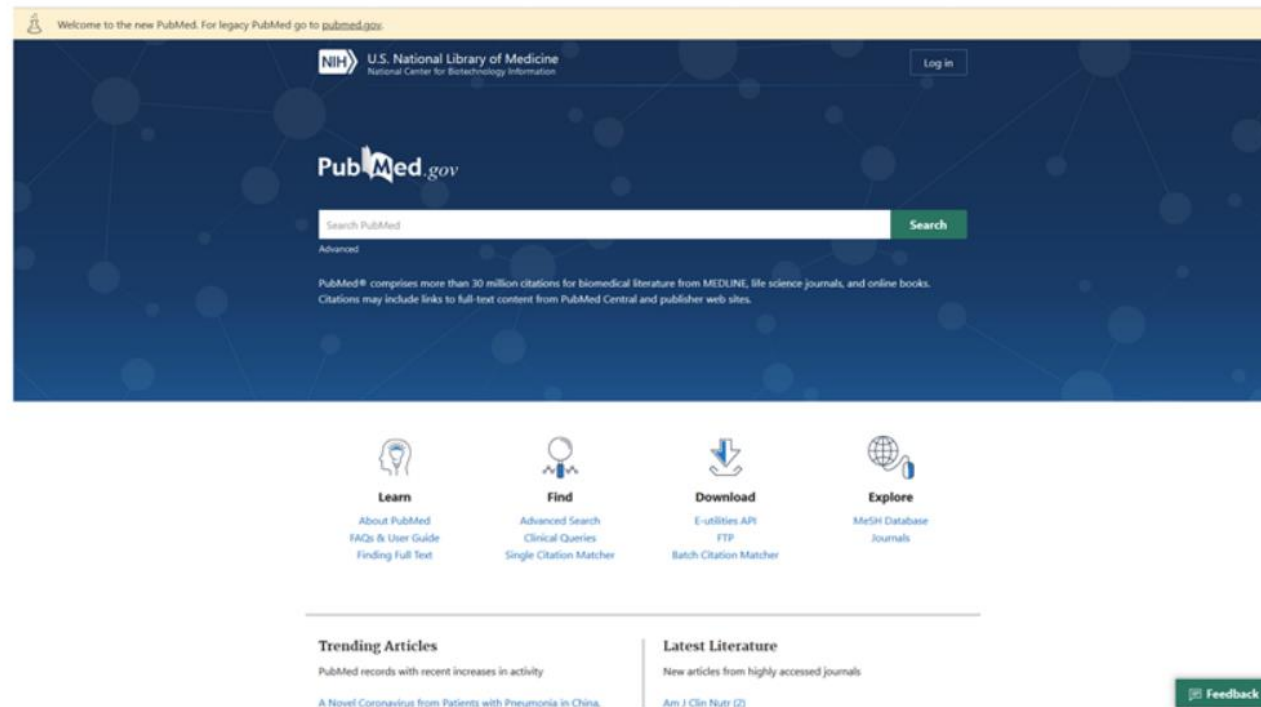 Welcome to the new PubMed. For legacy PubMed go to pubmed.gov.
NIH
U.S. National Library of Medicine
National Center for Biotechnology Information
Log in
PubMed.gov
Search PubMed
Search
Advanced
PubMed® comprises more than 30 million citations for biomedical literature from MEDLINE, life science journals, and online books.
Citations may include links to full-text content from PubMed Central and publisher web sites.
Learn
About PubMed
FAQs & User Guide
Finding Full Text
Find
Advanced Search
Clinical Queries
Single Citation Matcher
Download
E-utilities API
FTP
Batch Citation Matcher
Explore
MeSH Database
Journals
Trending Articles
PubMed records with recent increases in activity
A Novel Coronavirus from Patients with Pneumonia in China,
Latest Literature
New articles from highly accessed journals
Am J Clin Nutr (2)
Feedback